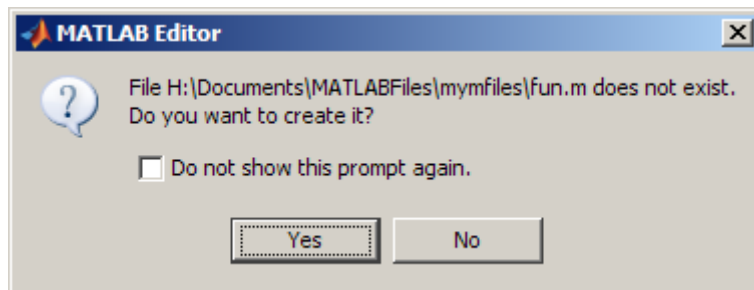 MATLAB Editor
File H:\Documents\MATLABFiles\mymfiles\fun.m does not exist.
Do you want to create it?
Do not show this prompt again.
Yes No